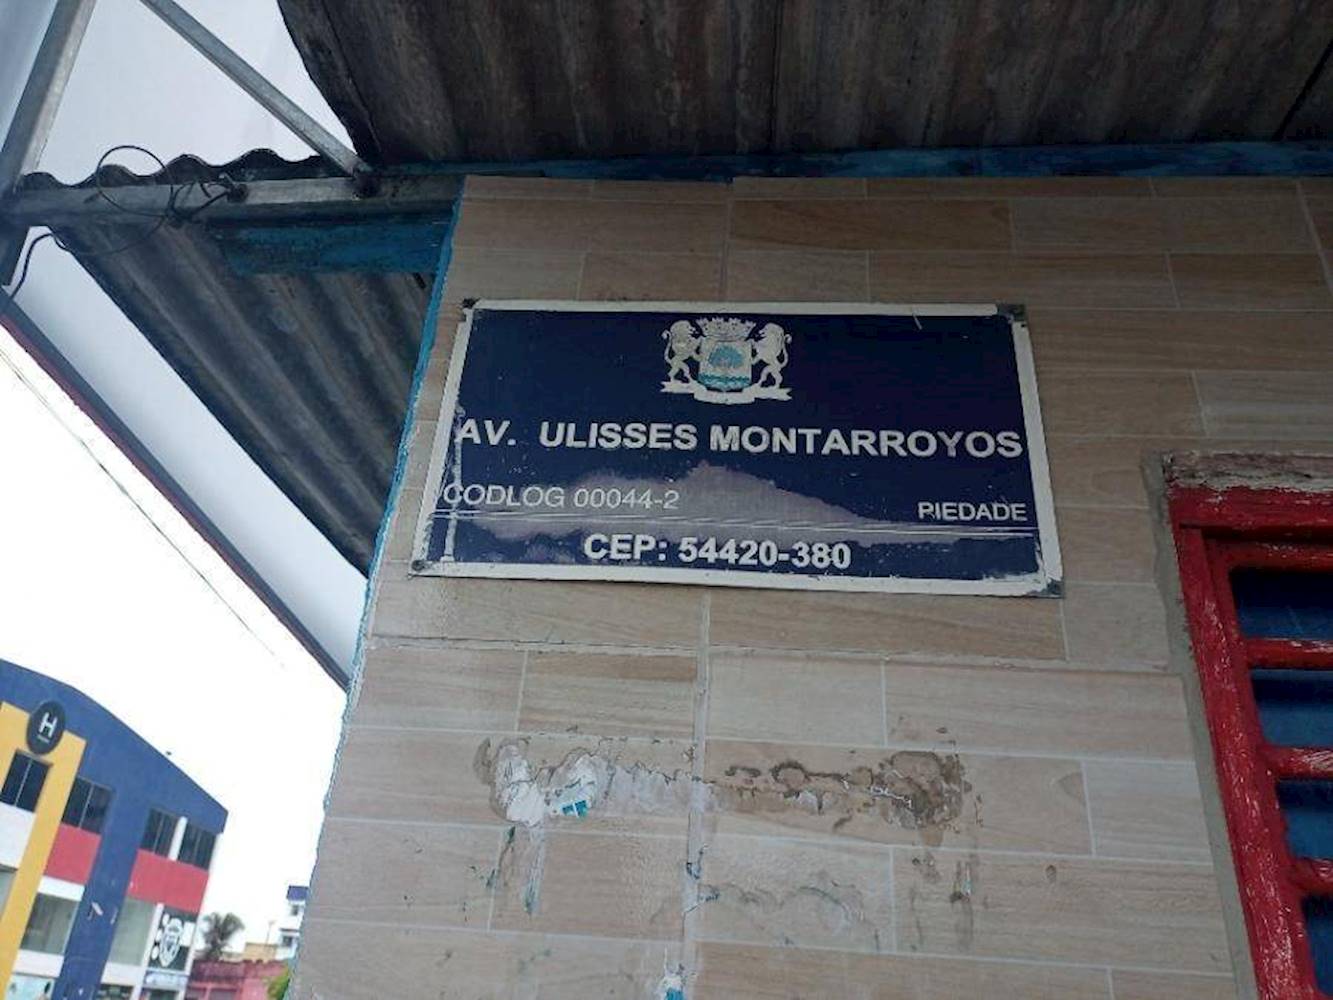 AV. ULISSES MONTARROYOS
CODLOG 00044-2
PIEDADE
CEP: 54420-380
H